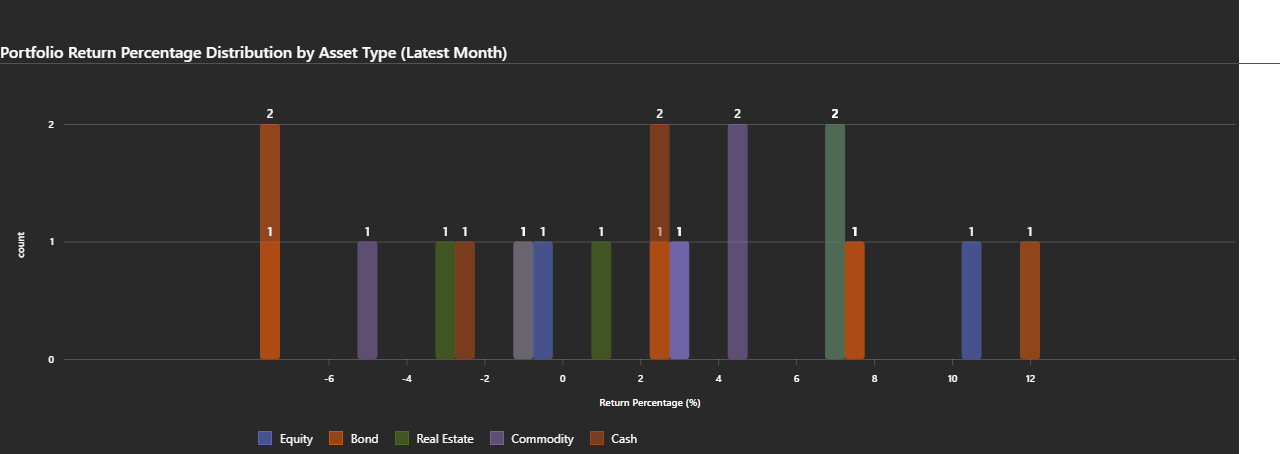 Portfolio Return Percentage Distribution by Asset Type (Latest Month)
2 2 2 2
2
1 1 1 1 1 1 1 1 1 1 1 1
1
count
0
-6 -4 -2 0 2 4 6 8 10 12
Return Percentage (%)
Equity Bond Real Estate Commodity Cash